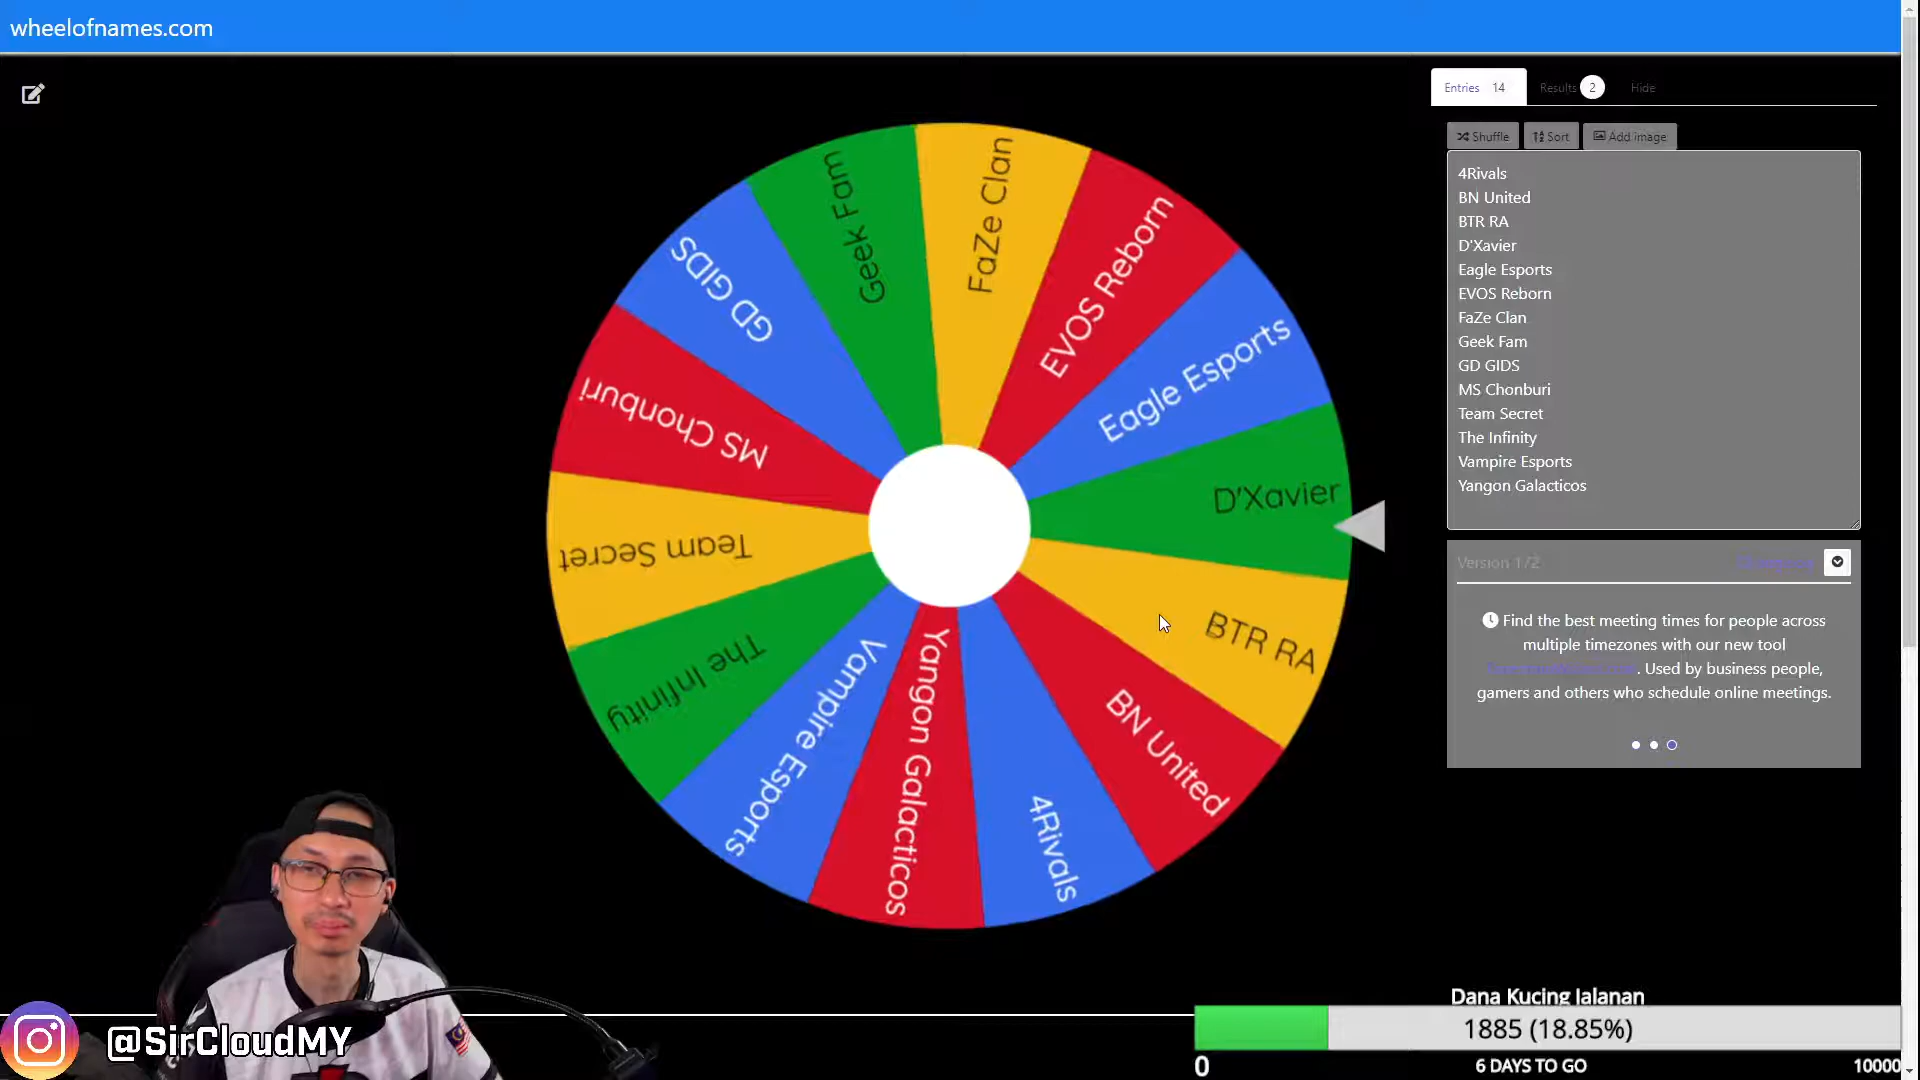 wheelofnames.com
Entries 14
Results 2
Hide
Shuffle
Sort
Add image
4Rivals
BN United
BTR RA
D'Xavier
Eagle Esports
EVOS Reborn
FaZe Clan
Geek Fam
GD GIDS
MS Chonburi
Team Secret
The Infinity
Vampire Esports
Yangon Galacticos
Geek Fam
FaZe Clan
EVOS Reborn
Eagle Esports
D'Xavier
BTR RA
BN United
4Rivals
Yangon Galacticos
Vampire Esports
The Infinity
Team Secret
MS Chonburi
GD GIDS
Version 172
Find the best meeting times for people across
multiple timezones with our new tool
. Used by business people,
gamers and others who schedule online meetings.
Dana Kucing Jalanan
1885 (18.85%)
0
6 DAYS TO GO
10000
@SirCloudMY